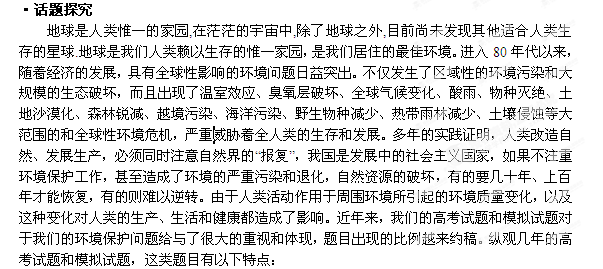 ·话题探究
地球是人类惟一的家园,在茫茫的宇宙中,除了地球之外,目前尚未发现其他适合人类生
存的星球.地球是我们人类赖以生存的惟一家园，是我们居住的最佳环境。进入 80 年代以来，
随着经济的发展，具有全球性影响的环境问题日益突出。不仅发生了区域性的环境污染和大
规模的生态破坏，而且出现了温室效应、臭氧层破坏、全球气候变化、酸雨、物种灭绝、土
地沙漠化、森林锐减、越境污染、海洋污染、野生物种减少、热带雨林减少、土壤侵蚀等大
范围的和全球性环境危机，严重威胁着全人类的生存和发展。多年的实践证明，人类改造自
然、发展生产，必须同时注意自然界的“报复”，我国是发展中的社会主义国家，如果不注重
环境保护工作，甚至造成了环境的严重污染和退化，自然资源的破坏，有的要几十年、上百
年才能恢复，有的则难以逆转。由于人类活动作用于周围环境所引起的环境质量变化，以及
这种变化对人类的生产、生活和健康都造成了影响。近年来，我们的高考试题和模拟试题对
于我们的环境保护问题给与了很大的重视和体现，题目出现的比例越来约稿。纵观几年的高
考试题和模拟试题，这类题目有以下特点：